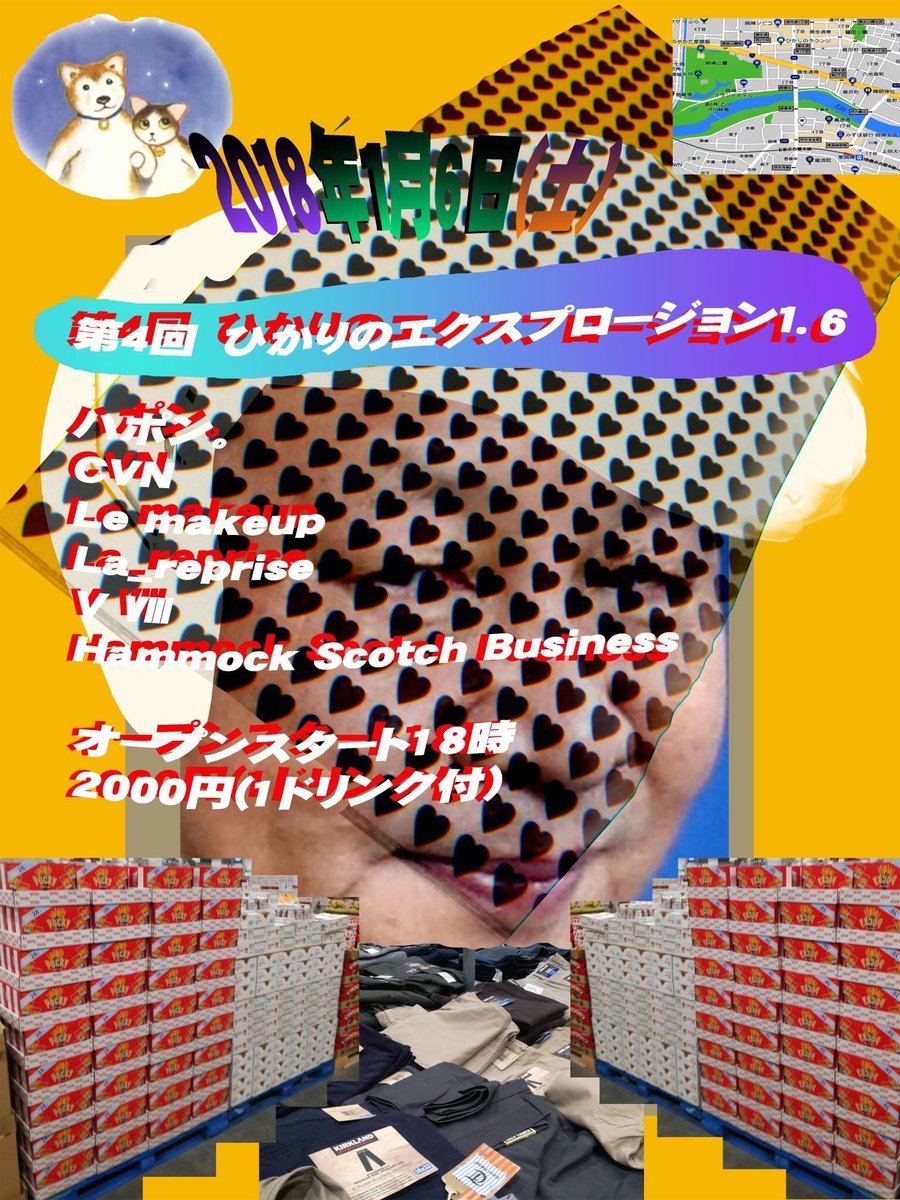 2018年1月6日(土)
第4回 ひかりのエクスプロージョン1.6
ハポン。
CVN
Le makeup
La_reprise
V Ⅷ
Hammock Scotch Business
オープンスタート18時
2000円(1ドリンク付)
POCKY
KIRKLAND